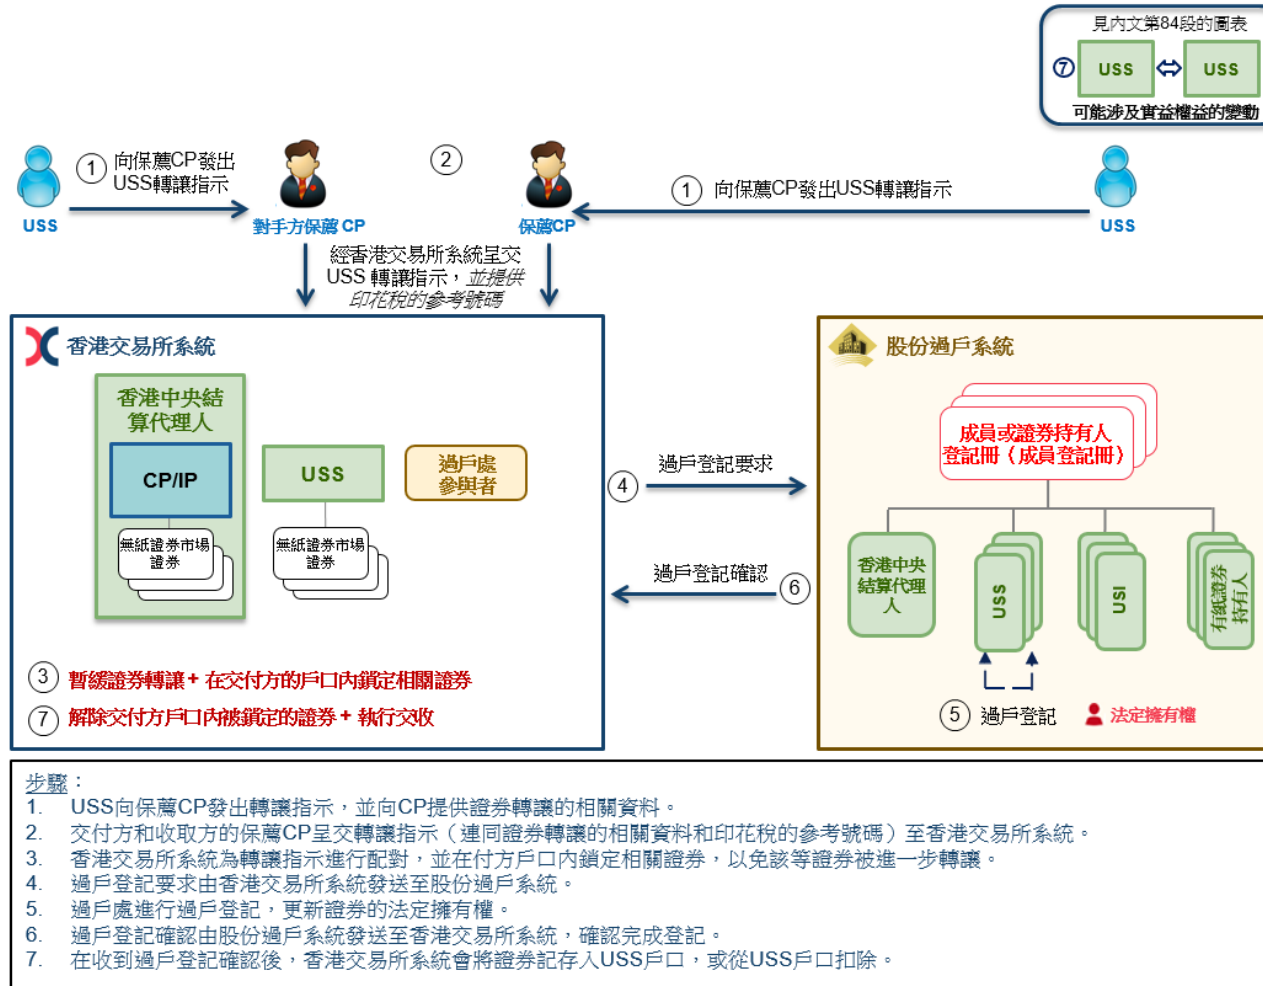 見內文第84段的圖表
⑦ USS USS
可能涉及實益權益的變動
① 向保薦CP發出
USS轉讓指示
②
① 向保薦CP發出USS轉讓指示
USS
對手方保薦 CP
保薦CP
USS
經香港交易所系統呈交
USS 轉讓指示，並提供
印花稅的參考號碼
香港交易所系統
香港中央結
算代理人
CP/IP
無紙證券市場
證券
USS
無紙證券市場
證券
過戶處
參與者
③ 暫緩證券轉讓 + 在交付方的戶口內鎖定相關證券
⑦ 解除交付方戶口內被鎖定的證券 + 執行交收
④ 過戶登記要求
過戶登記確認 ⑥
股份過戶系統
成員或證券持有人
登記冊（成員登記冊）
香港中央
結算代理
人
USS
USI
有紙證券
持有人
⑤ 過戶登記
法定擁有權
步驟：
1. USS向保薦CP發出轉讓指示，並向CP提供證券轉讓的相關資料。
2. 交付方和收取方的保薦CP呈交轉讓指示（連同證券轉讓的相關資料和印花稅的參考號碼）至香港交易所系統。
3. 香港交易所系統為轉讓指示進行配對，並在付方戶口內鎖定相關證券，以免該等證券被進一步轉讓。
4. 過戶登記要求由香港交易所系統發送至股份過戶系統。
5. 過戶處進行過戶登記，更新證券的法定擁有權。
6. 過戶登記確認由股份過戶系統發送至香港交易所系統，確認完成登記。
7. 在收到過戶登記確認後，香港交易所系統會將證券記存入USS戶口，或從USS戶口扣除。